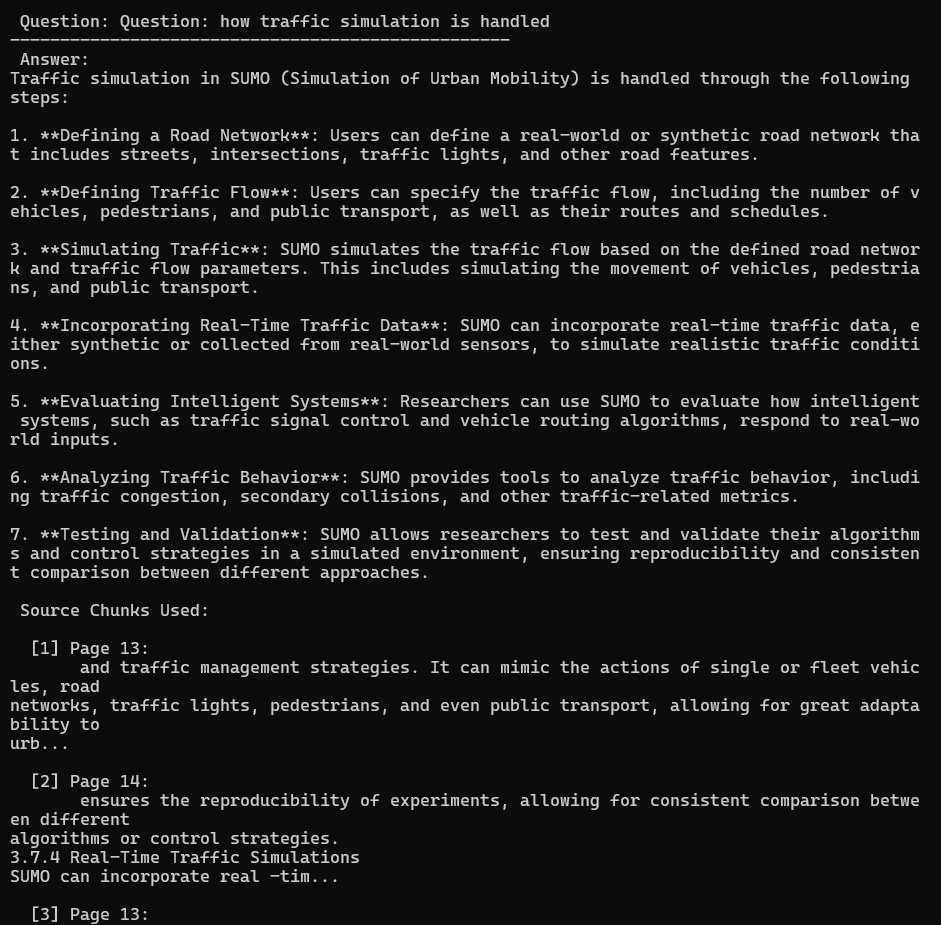 Question: Question: how traffic simulation is handled
--------------------------------------------------
Answer:
Traffic simulation in SUMO (Simulation of Urban Mobility) is handled through the following
steps:
1. **Defining a Road Network**: Users can define a real-world or synthetic road network tha
t includes streets, intersections, traffic lights, and other road features.
2. **Defining Traffic Flow**: Users can specify the traffic flow, including the number of v
ehicles, pedestrians, and public transport, as well as their routes and schedules.
3. **Simulating Traffic**: SUMO simulates the traffic flow based on the defined road networ
k and traffic flow parameters. This includes simulating the movement of vehicles, pedestria
ns, and public transport.
4. **Incorporating Real-Time Traffic Data**: SUMO can incorporate real-time traffic data, e
ither synthetic or collected from real-world sensors, to simulate realistic traffic conditi
ons.
5. **Evaluating Intelligent Systems**: Researchers can use SUMO to evaluate how intelligent
systems, such as traffic signal control and vehicle routing algorithms, respond to real-wo
rld inputs.
6. **Analyzing Traffic Behavior**: SUMO provides tools to analyze traffic behavior, includi
ng traffic congestion, secondary collisions, and other traffic-related metrics.
7. **Testing and Validation**: SUMO allows researchers to test and validate their algorithm
s and control strategies in a simulated environment, ensuring reproducibility and consisten
t comparison between different approaches.
Source Chunks Used:
[1] Page 13:
and traffic management strategies. It can mimic the actions of single or fleet vehic
les, road
networks, traffic lights, pedestrians, and even public transport, allowing for great adapta
bility to
urb...
[2] Page 14:
ensures the reproducibility of experiments, allowing for consistent comparison betwe
en different
algorithms or control strategies.
3.7.4 Real-Time Traffic Simulations
SUMO can incorporate real -tim...
[3] Page 13: